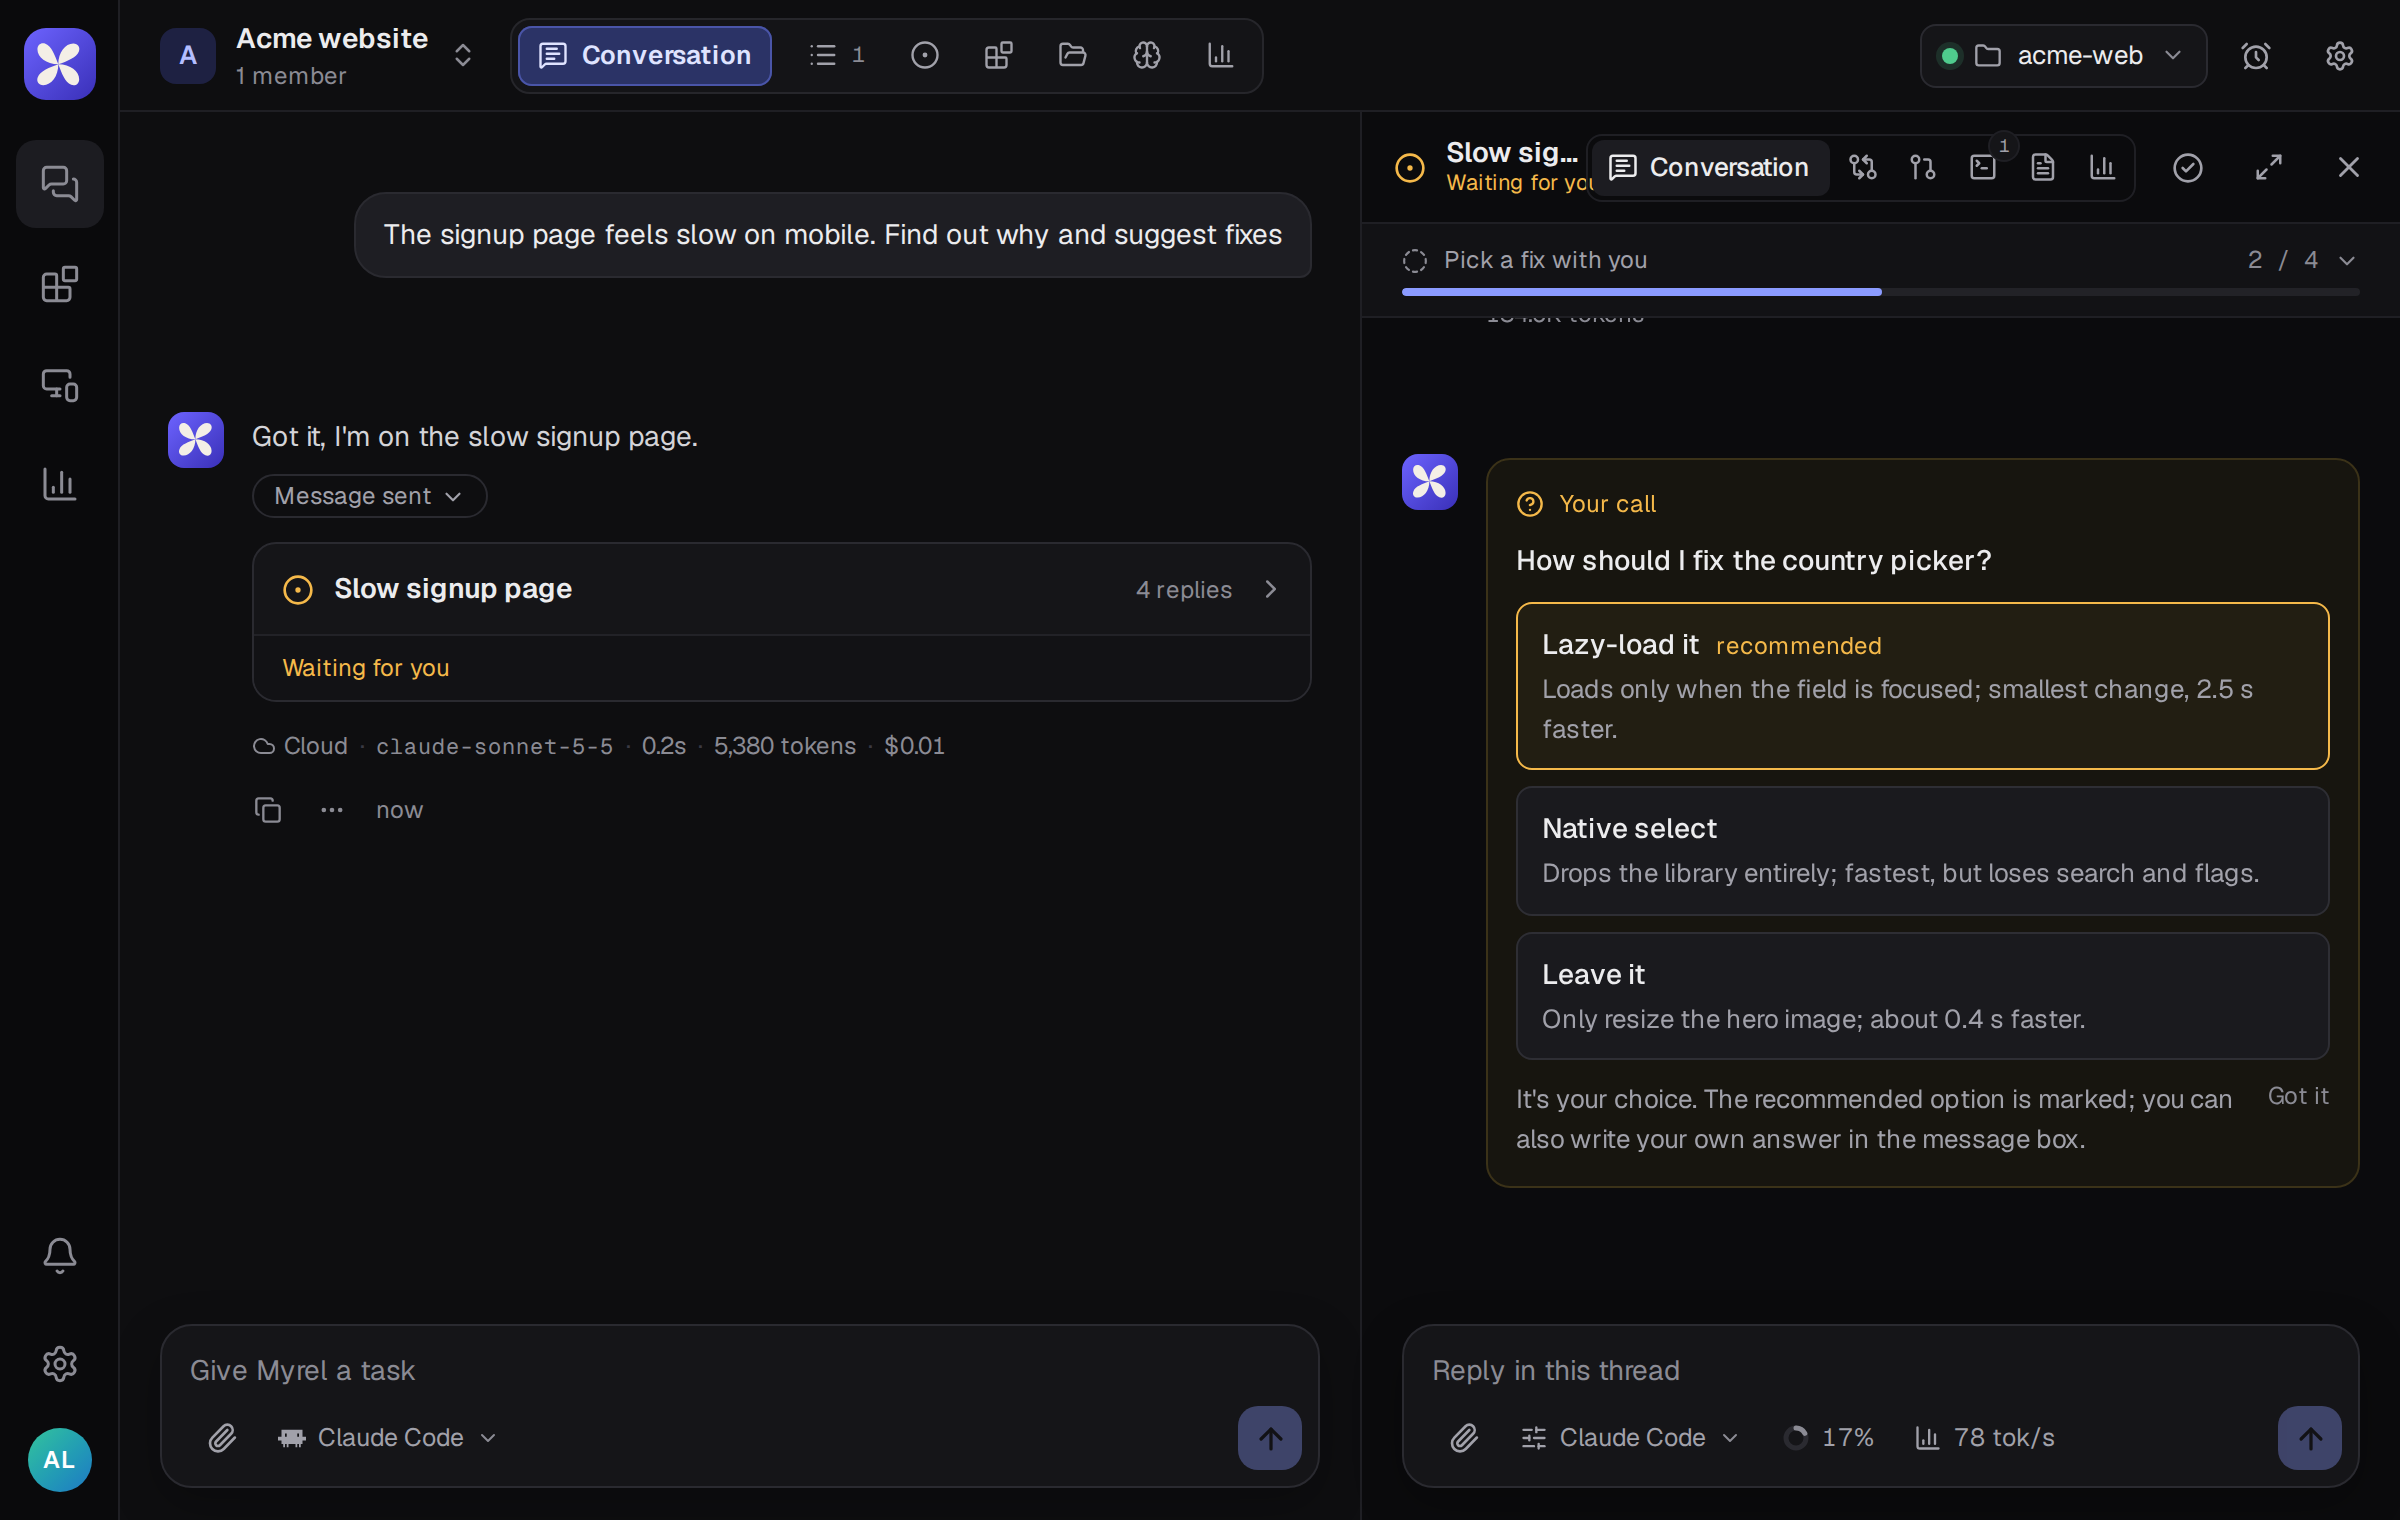 A
Acme website
1 member
Conversation
1
acme-web
The signup page feels slow on mobile. Find out why and suggest fixes
Got it, I'm on the slow signup page.
Message sent
Slow signup page
4 replies
Waiting for you
Cloud · claude-sonnet-5-5 · 0.2s · 5,380 tokens · $0.01
now
Give Myrel a task
Claude Code
AL
Slow sig...
Waiting for you
Conversation
1
Pick a fix with you
2 / 4
Your call
How should I fix the country picker?
Lazy-load it recommended
Loads only when the field is focused; smallest change, 2.5 s
faster.
Native select
Drops the library entirely; fastest, but loses search and flags.
Leave it
Only resize the hero image; about 0.4 s faster.
It's your choice. The recommended option is marked; you can
also write your own answer in the message box.
Got it
Reply in this thread
Claude Code
17%
78 tok/s